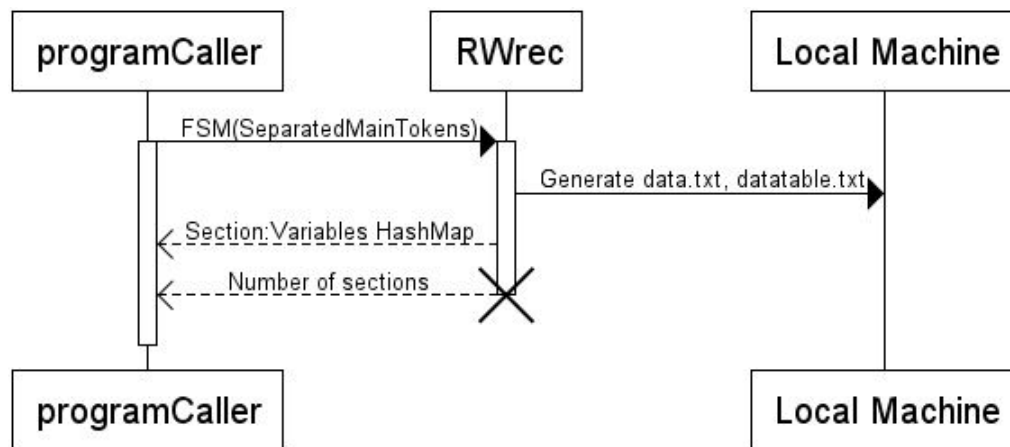 programCaller
RWrec
Local Machine
FSM(SeparatedMainTokens)
Generate data.txt, datatable.txt
Section:Variables HashMap
Number of sections
programCaller
Local Machine